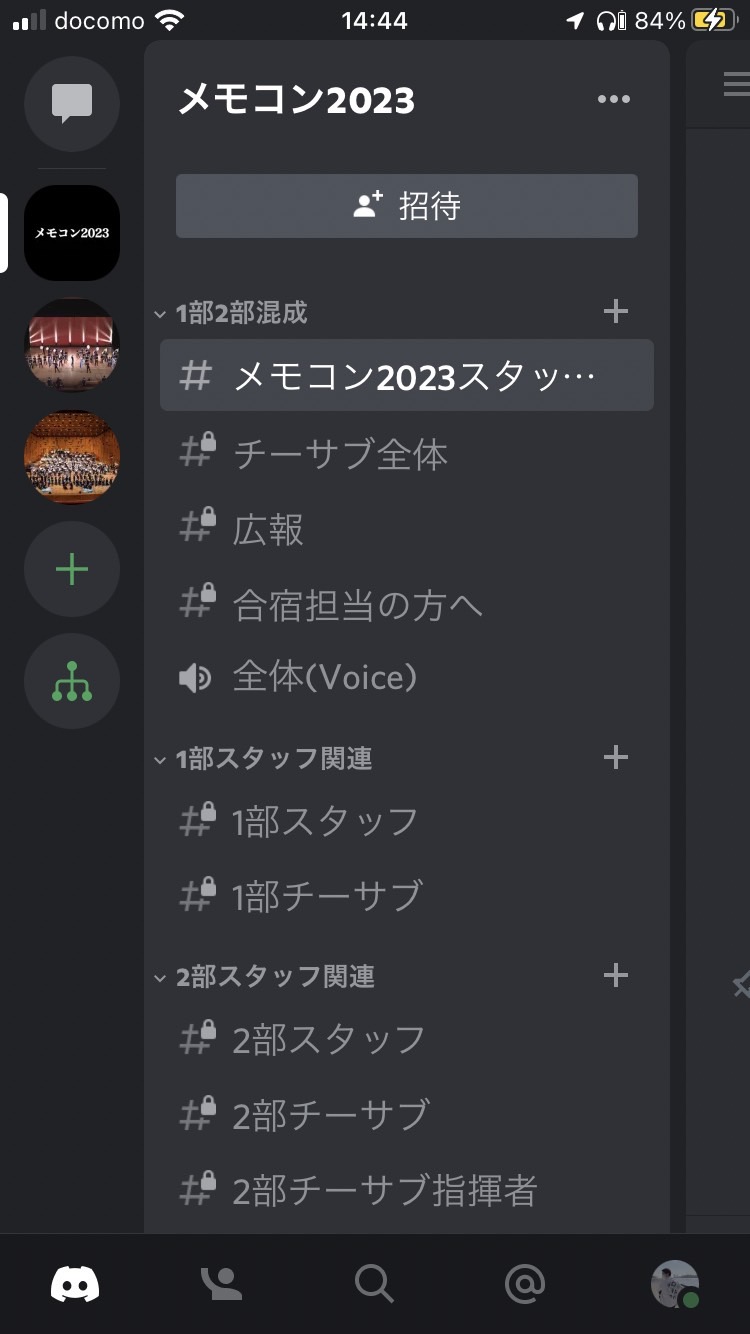 docomo 14:44 84%
メモコン2023
招待
メモコン2023
1部2部混成
メモコン2023スタッ…
チーサブ全体
広報
合宿担当の方へ
全体(Voice)
1部スタッフ関連
1部スタッフ
1部チーサブ
2部スタッフ関連
2部スタッフ
2部チーサブ
2部チーサブ指揮者